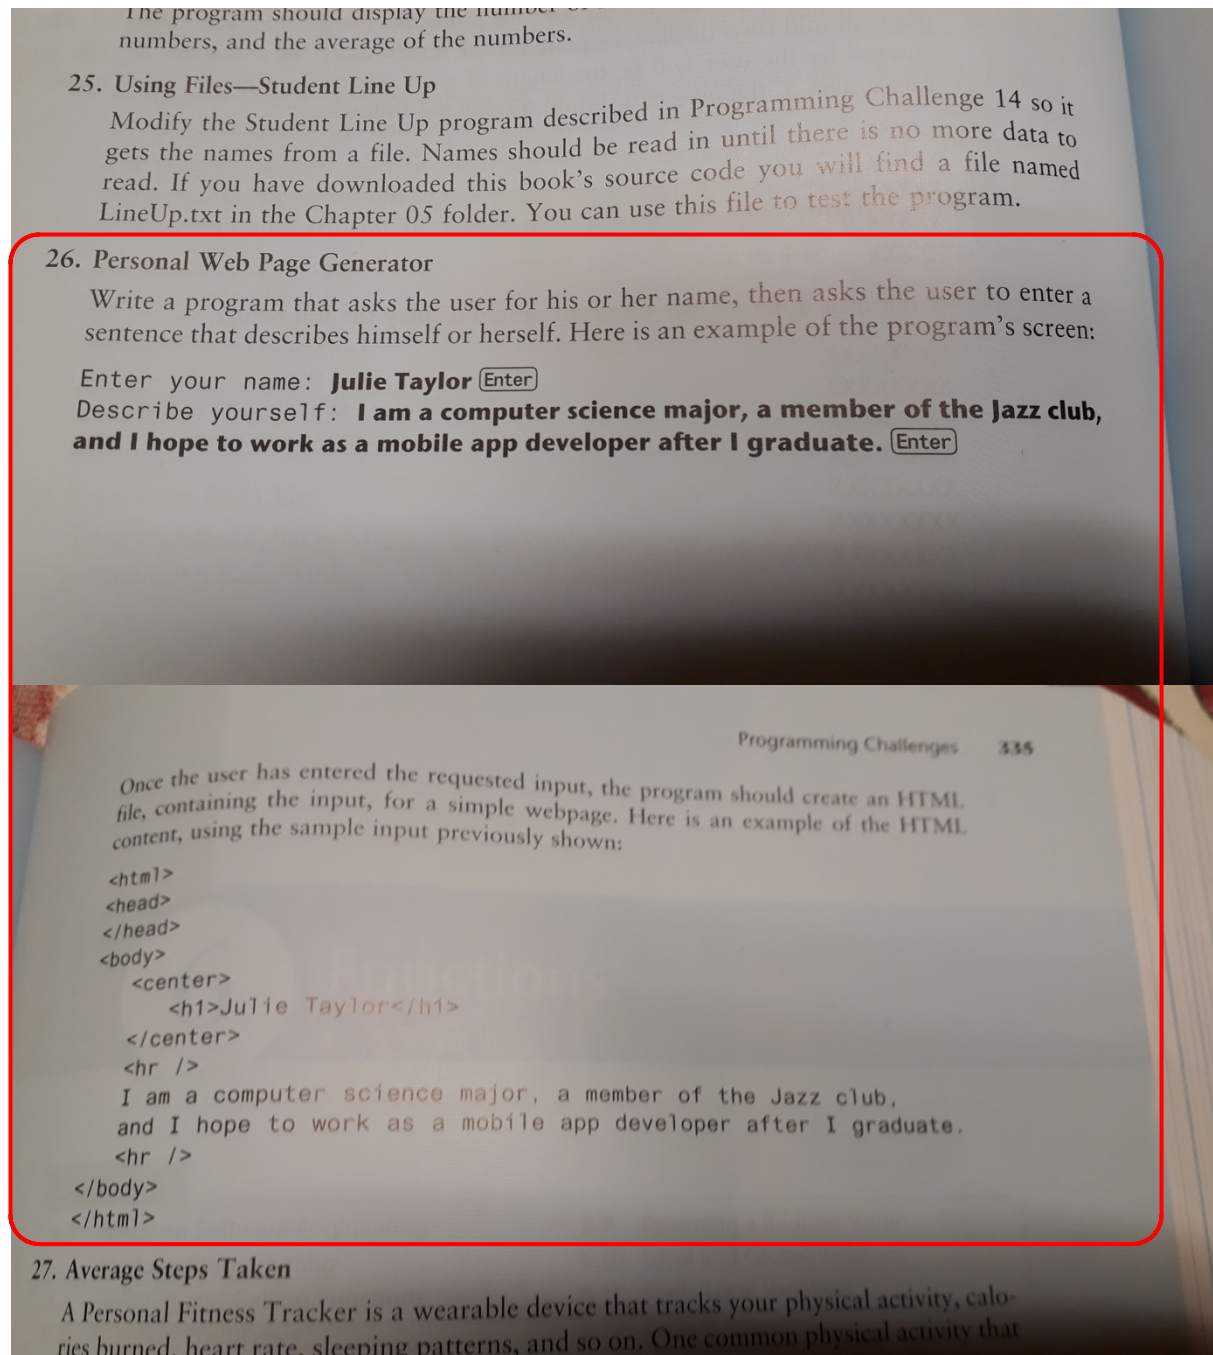 The program should display the number
numbers, and the average of the numbers.
25. Using Files—Student Line Up
Modify the Student Line Up program described in Programming Challenge 14 so it
gets the names from a file. Names should be read in until there is no more data to
read. If you have downloaded this book's source code you will find a file named
LineUp.txt in the Chapter 05 folder. You can use this file to test the program.
26. Personal Web Page Generator
Write a program that asks the user for his or her name, then asks the user to enter a
sentence that describes himself or herself. Here is an example of the program's screen:
Enter your name: Julie Taylor Enter
Describe yourself: I am a computer science major, a member of the Jazz club,
and I hope to work as a mobile app developer after I graduate. Enter
Programming Challenges 335
Once the user has entered the requested input, the program should create an HTML
file, containing the input, for a simple webpage. Here is an example of the HTML
content, using the sample input previously shown:
<html>
<head>
</head>
<body>
<center>
<h1>Julie Taylor</h1>
</center>
<hr />
I am a computer science major, a member of the Jazz club,
and I hope to work as a mobile app developer after I graduate.
<hr />
</body>
</html>
27. Average Steps Taken
A Personal Fitness Tracker is a wearable device that tracks your physical activity, calo-
ries burned, heart rate, sleeping patterns, and so on. One common physical activity that